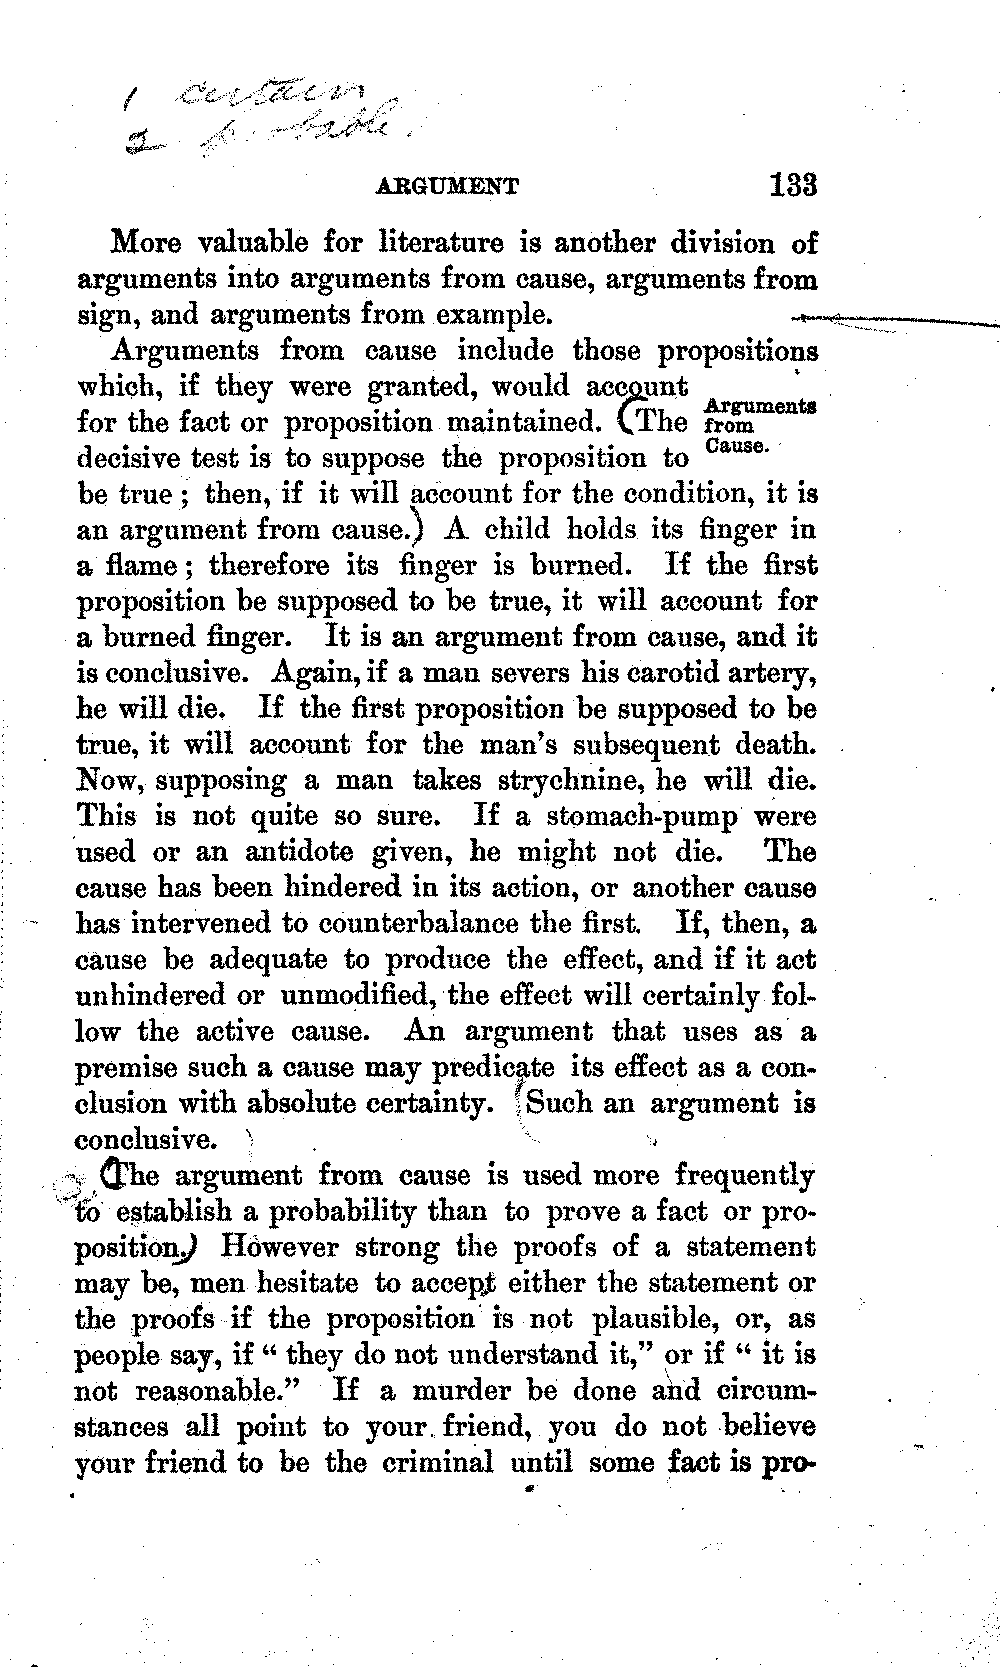 1 certain
2 probable.
ARGUMENT 133
More valuable for literature is another division of
arguments into arguments from cause, arguments from
sign, and arguments from example.
Arguments from cause include those propositions
which, if they were granted, would account
for the fact or proposition maintained. (The
decisive test is to suppose the proposition to
Arguments
from
Cause.
be true; then, if it will account for the condition, it is
an argument from cause.) A child holds its finger in
a flame; therefore its finger is burned. If the first
proposition be supposed to be true, it will account for
a burned finger. It is an argument from cause, and it
is conclusive. Again, if a man severs his carotid artery,
he will die. If the first proposition be supposed to be
true, it will account for the man's subsequent death.
Now, supposing a man takes strychnine, he will die.
This is not quite so sure. If a stomach-pump were
used or an antidote given, he might not die. The
cause has been hindered in its action, or another cause
has intervened to counterbalance the first. If, then, a
cause be adequate to produce the effect, and if it act
unhindered or unmodified, the effect will certainly fol-
low the active cause. An argument that uses as a
premise such a cause may predicate its effect as a con-
clusion with absolute certainty. (Such an argument is
conclusive. )
(The argument from cause is used more frequently
to establish a probability than to prove a fact or pro-
position.) However strong the proofs of a statement
may be, men hesitate to accept either the statement or
the proofs if the proposition is not plausible, or, as
people say, if "they do not understand it," or if "it is
not reasonable." If a murder be done and circum-
stances all point to your friend, you do not believe
your friend to be the criminal until some fact is pro-